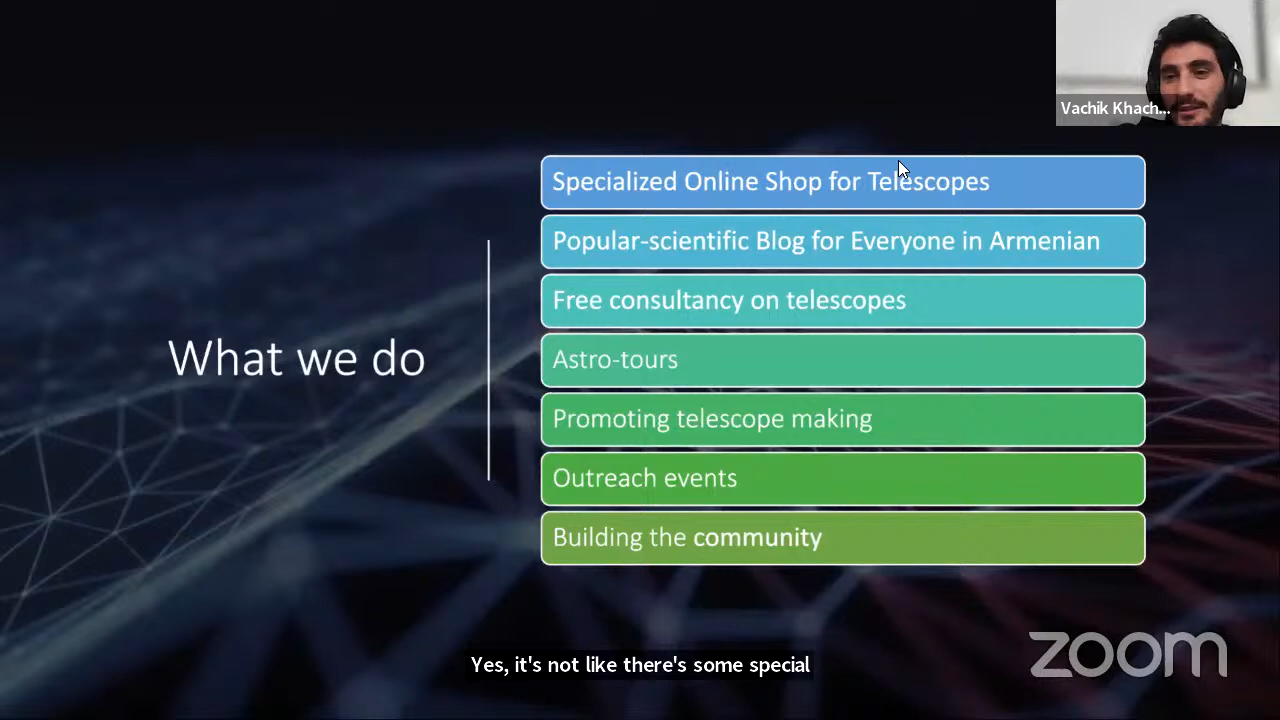 Vachik Khach...
Specialized Online Shop for Telescopes
Popular-scientific Blog for Everyone in Armenian
Free consultancy on telescopes
What we do
Astro-tours
Promoting telescope making
Outreach events
Building the community
zoom
Yes, it's not like there's some special